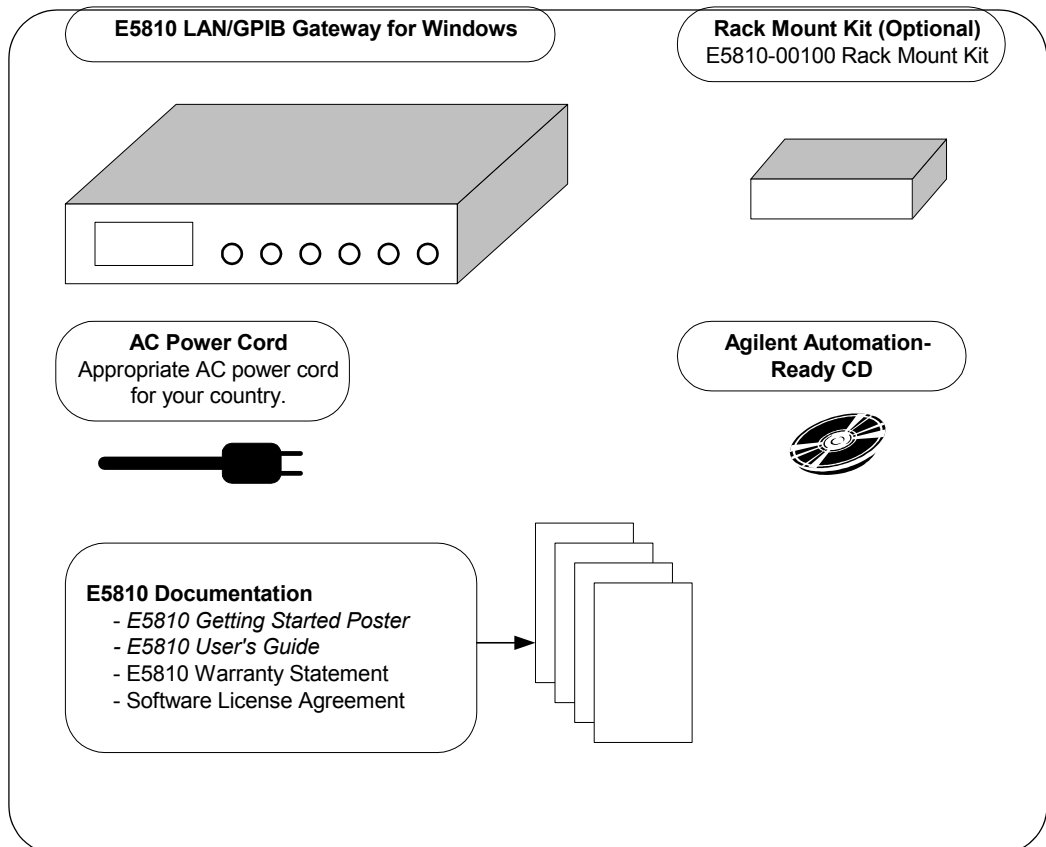 E5810 LAN/GPIB Gateway for Windows
Rack Mount Kit (Optional)
E5810-00100 Rack Mount Kit
AC Power Cord
Appropriate AC power cord
for your country.
Agilent Automation-
Ready CD
E5810 Documentation
- E5810 Getting Started Poster
- E5810 User's Guide
- E5810 Warranty Statement
- Software License Agreement